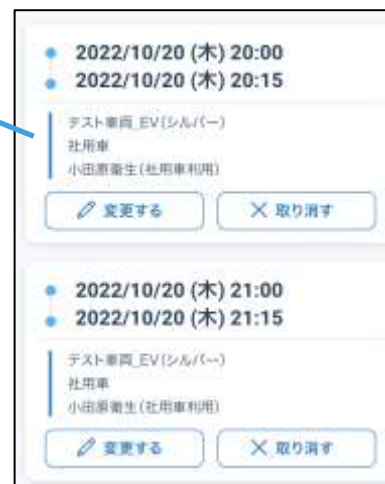 2022/10/20 (木) 20:00
2022/10/20 (木) 20:15
テスト車両_EV(シルバー)
社用車
小田原衛生(社用車利用)
変更する
取り消す
2022/10/20 (木) 21:00
2022/10/20 (木) 21:15
テスト車両_EV(シルバー)
社用車
小田原衛生(社用車利用)
変更する
取り消す